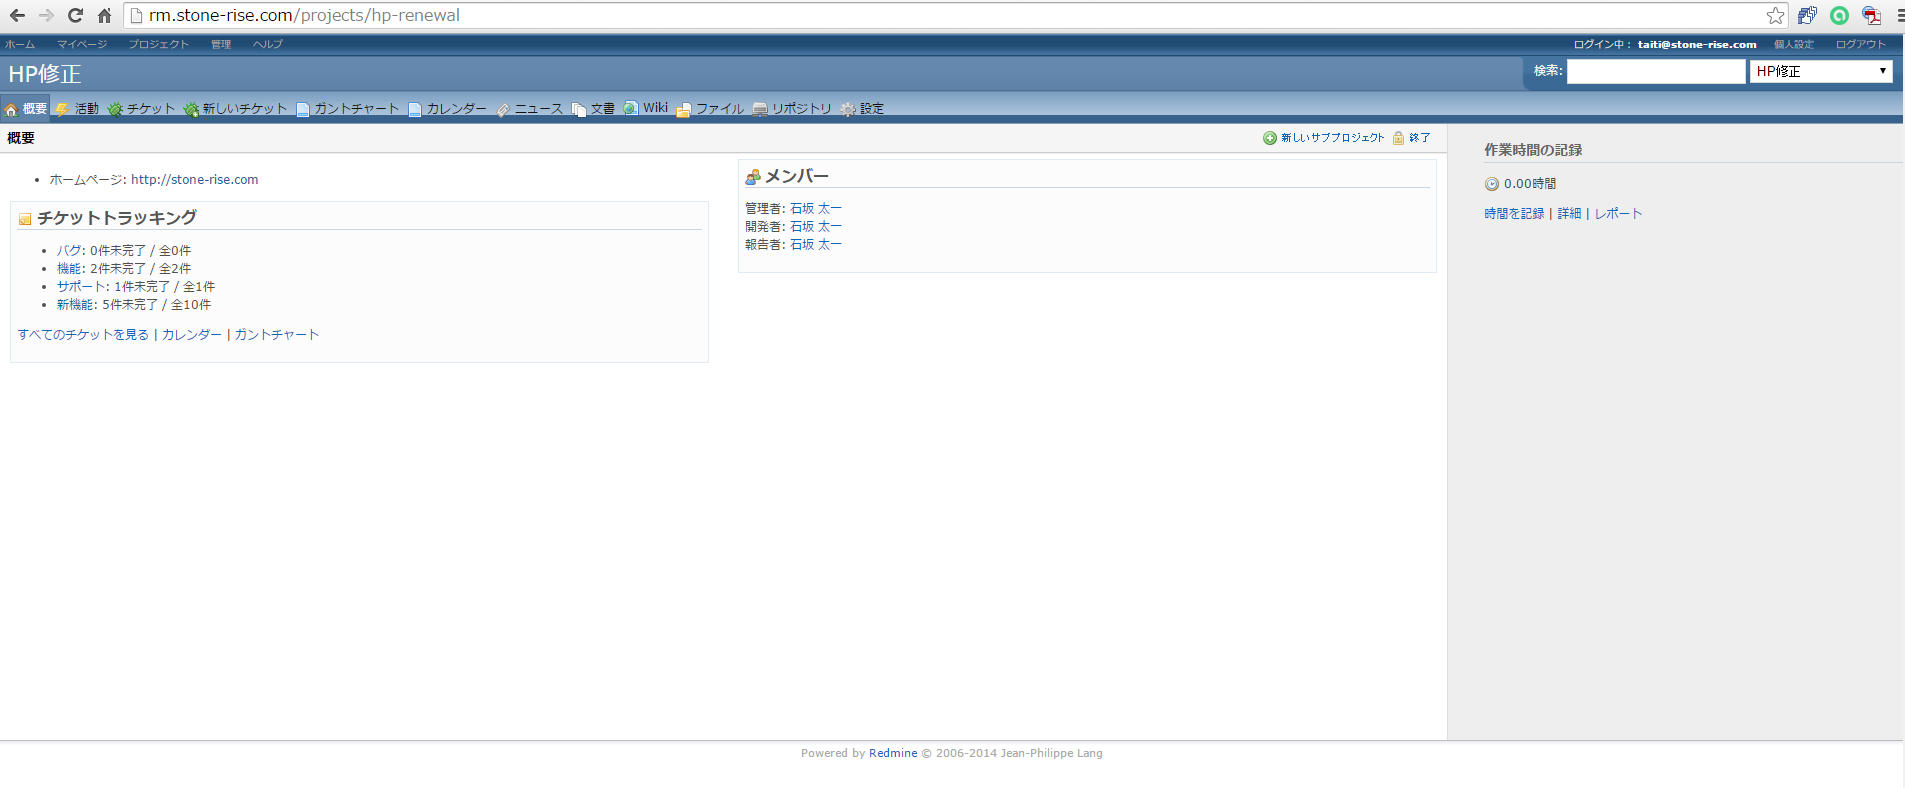 rm.stone-rise.com/projects/hp-renewal
ホーム マイページ プロジェクト 管理 ヘルプ ログイン中： taiti@stone-rise.com 個人設定 ログアウト
HP修正 検索: HP修正
概要 活動 チケット 新しいチケット ガントチャート カレンダー ニュース 文書 Wiki ファイル リポジトリ 設定
概要 新しいサブプロジェクト 終了
ホームページ: http://stone-rise.com
チケットトラッキング
バグ: 0件未完了 / 全0件
機能: 2件未完了 / 全2件
サポート: 1件未完了 / 全1件
新機能: 5件未完了 / 全10件
すべてのチケットを見る | カレンダー | ガントチャート
メンバー
管理者: 石坂 太一
開発者: 石坂 太一
報告者: 石坂 太一
作業時間の記録
0.00時間
時間を記録 | 詳細 | レポート
Powered by Redmine © 2006-2014 Jean-Philippe Lang